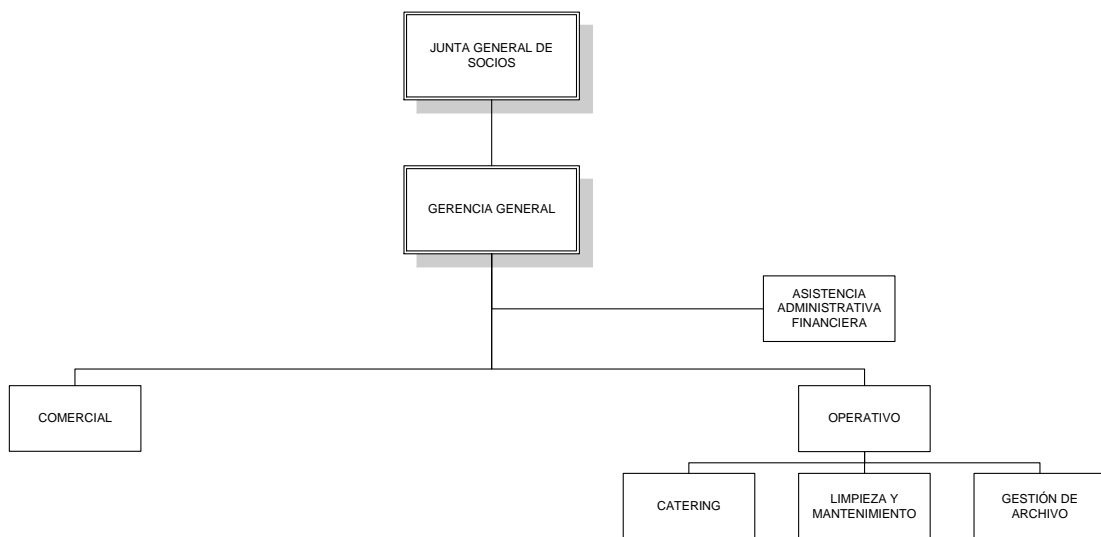 JUNTA GENERAL DE
SOCIOS
GERENCIA GENERAL
ASISTENCIA
ADMINISTRATIVA
FINANCIERA
COMERCIAL
OPERATIVO
CATERING
LIMPIEZA Y
MANTENIMIENTO
GESTIÓN DE
ARCHIVO